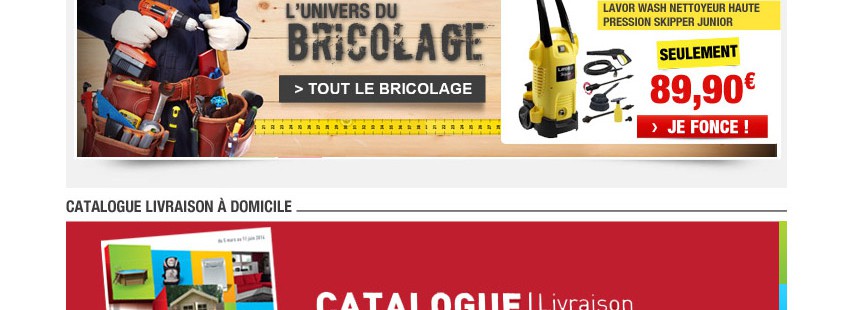 L'UNIVERS DU
BRICOLAGE
> TOUT LE BRICOLAGE
LAVOR WASH NETTOYEUR HAUTE
PRESSION SKIPPER JUNIOR
SEULEMENT
89,90€
› JE FONCE !
CATALOGUE LIVRAISON À DOMICILE
du 5 mars au 11 juin 2014
CATALOGUE | Livraison